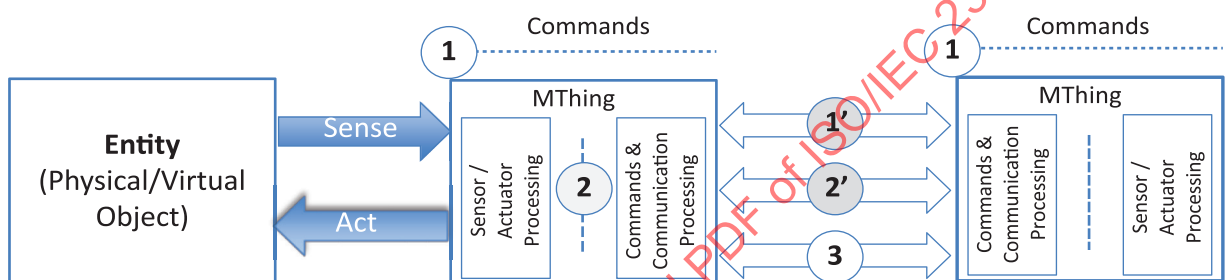 Commands
Commands
1
1
MThing
MThing
Entity
(Physical/Virtual
Object)
Sense
Act
Sensor /
Actuator
Processing
2
Commands &
Communication
Processing
1’
2’
3
Commands &
Communication
Processing
Sensor /
Actuator
Processing
PDF of ISO/IEC 23